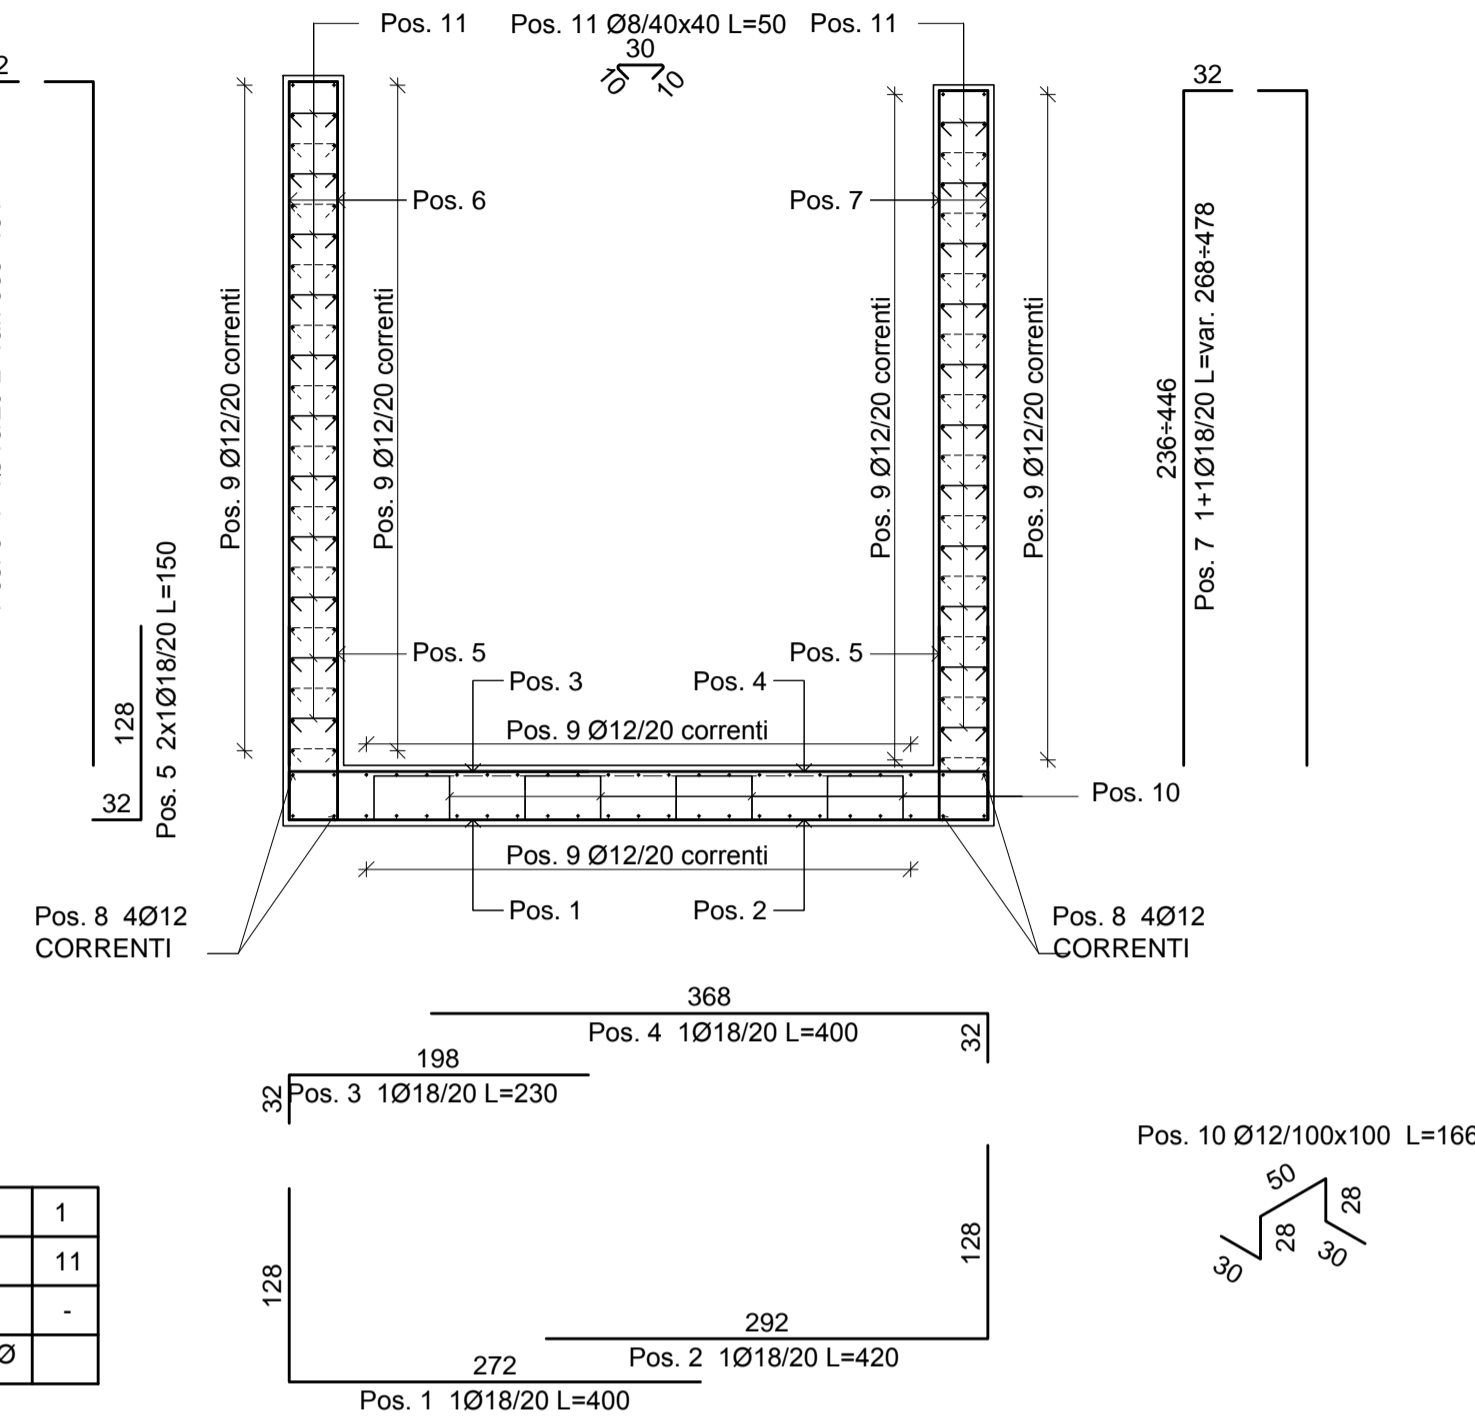 Pos. 11
Pos. 11 Ø8/40x40 L=50
Pos. 11
30
10
10
2
32
Pos. 6
Pos. 7
Pos. 9 Ø12/20 correnti
Pos. 9 Ø12/20 correnti
Pos. 9 Ø12/20 correnti
Pos. 9 Ø12/20 correnti
236÷446
Pos. 7 1+1Ø18/20 L=var. 268÷478
128
32
Pos. 5 2x1Ø18/20 L=150
Pos. 5
Pos. 5
Pos. 3
Pos. 4
Pos. 9 Ø12/20 correnti
Pos. 10
Pos. 9 Ø12/20 correnti
Pos. 1
Pos. 2
Pos. 8 4Ø12
CORRENTI
Pos. 8 4Ø12
CORRENTI
368
Pos. 4 1Ø18/20 L=400
32
198
32
Pos. 3 1Ø18/20 L=230
Pos. 10 Ø12/100x100 L=166
50
28
28
30
30
1
11
-
Ø
128
128
292
Pos. 2 1Ø18/20 L=420
272
Pos. 1 1Ø18/20 L=400